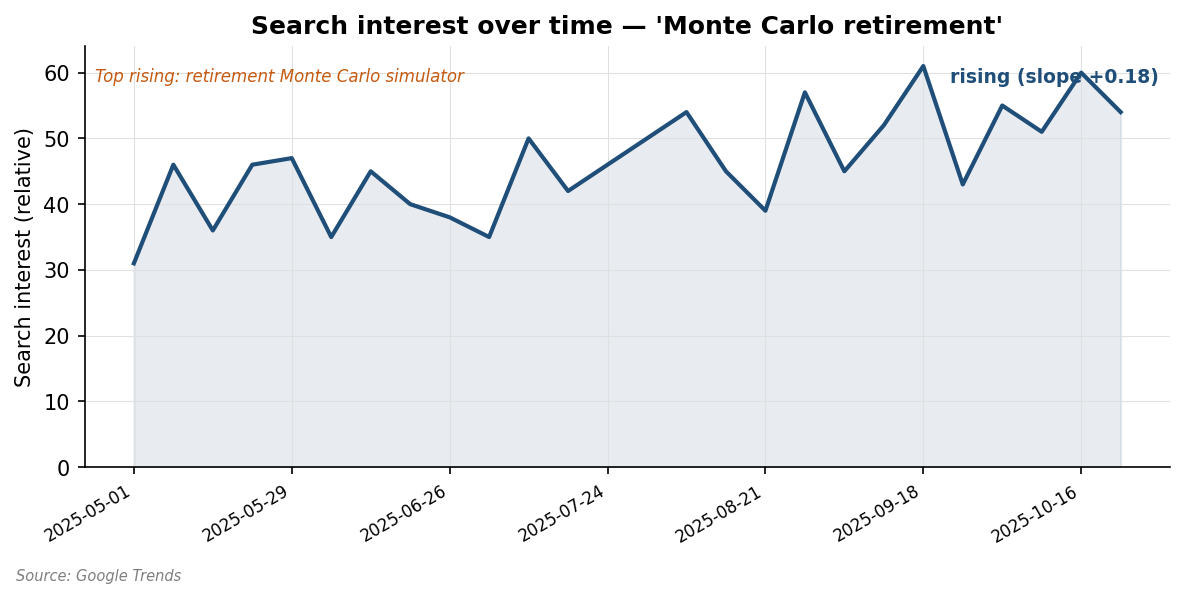 Search interest over time — 'Monte Carlo retirement'
Top rising: retirement Monte Carlo simulator
rising (slope +0.18)
Search interest (relative)
60
50
40
30
20
10
0
2025-05-01
2025-05-29
2025-06-26
2025-07-24
2025-08-21
2025-09-18
2025-10-16
Source: Google Trends